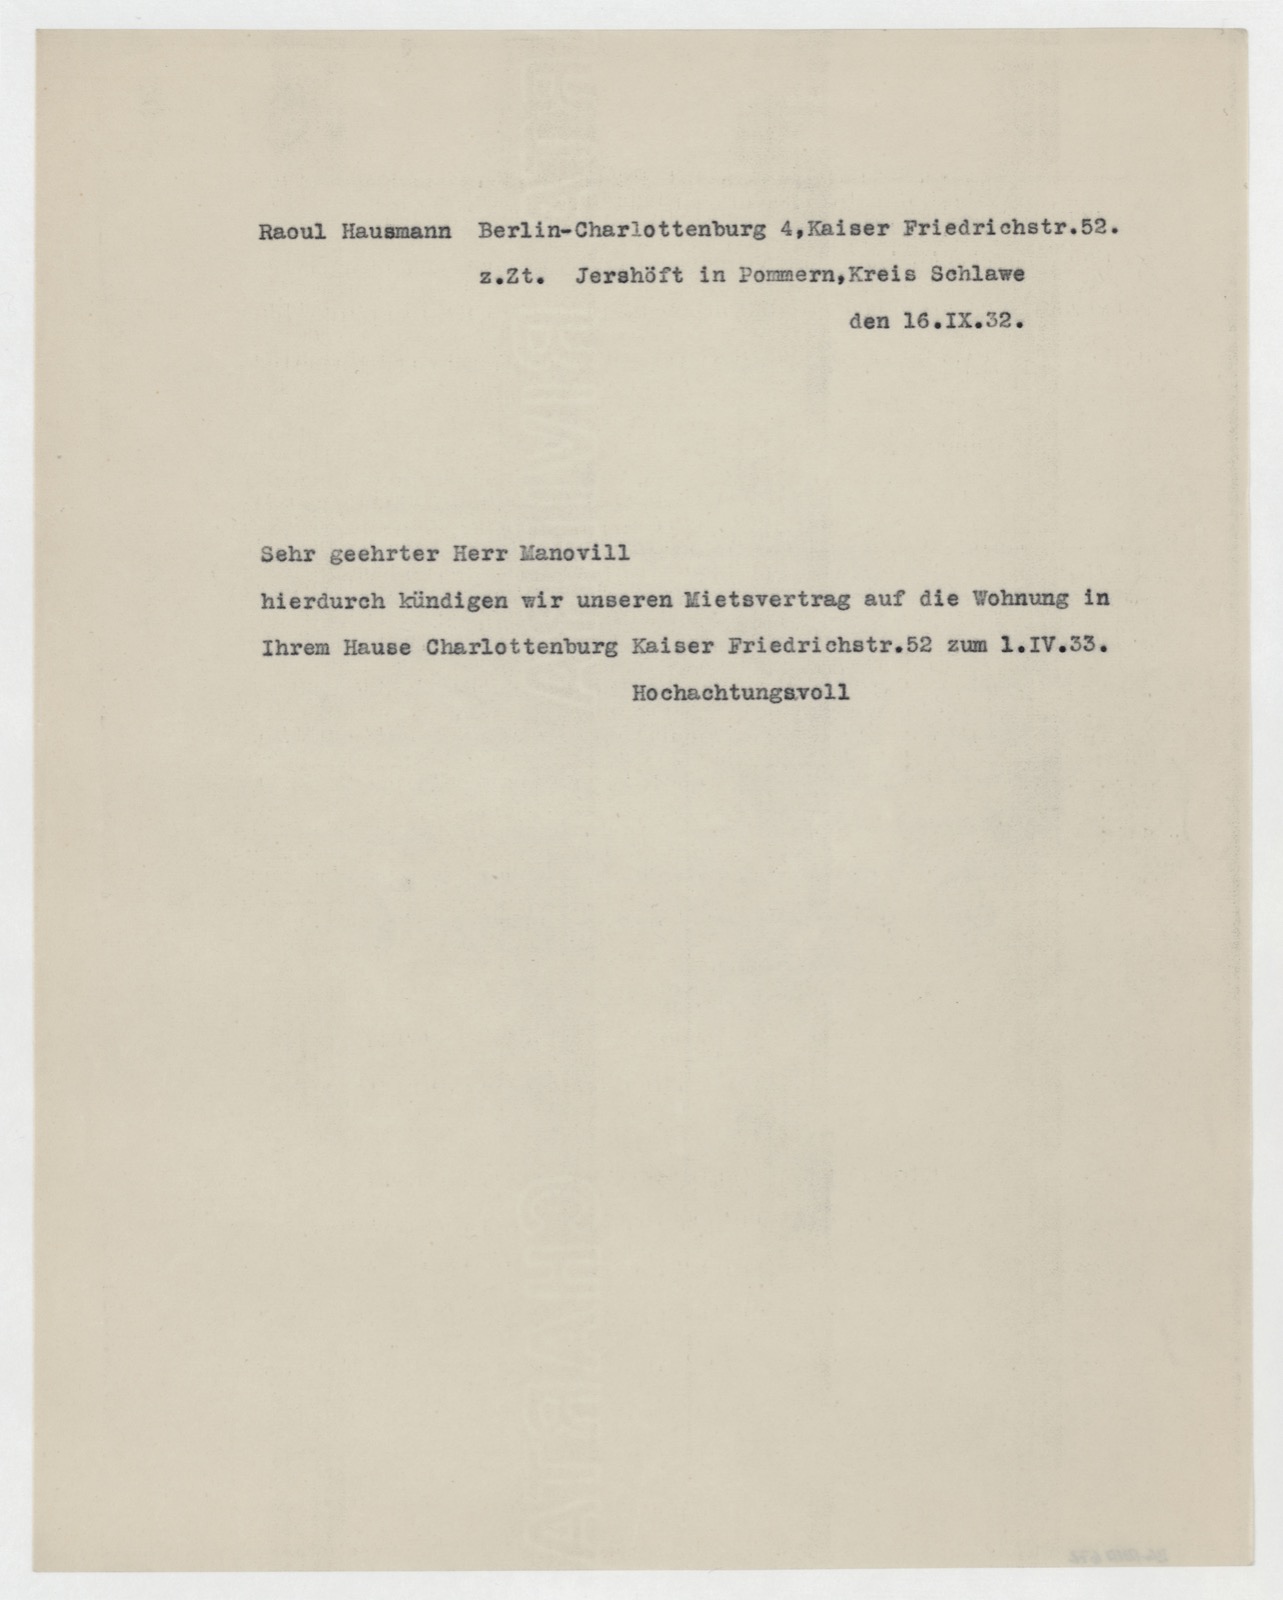 Raoul Hausmann Berlin-Charlottenburg 4,Kaiser Friedrichstr.52.
z.Zt. Jershöft in Pommern,Kreis Schlawe
den 16.IX.32.
Sehr geehrter Herr Manovill
hierdurch kündigen wir unseren Mietsvertrag auf die Wohnung in
Ihrem Hause Charlottenburg Kaiser Friedrichstr.52 zum 1.IV.33.
Hochachtungsvoll